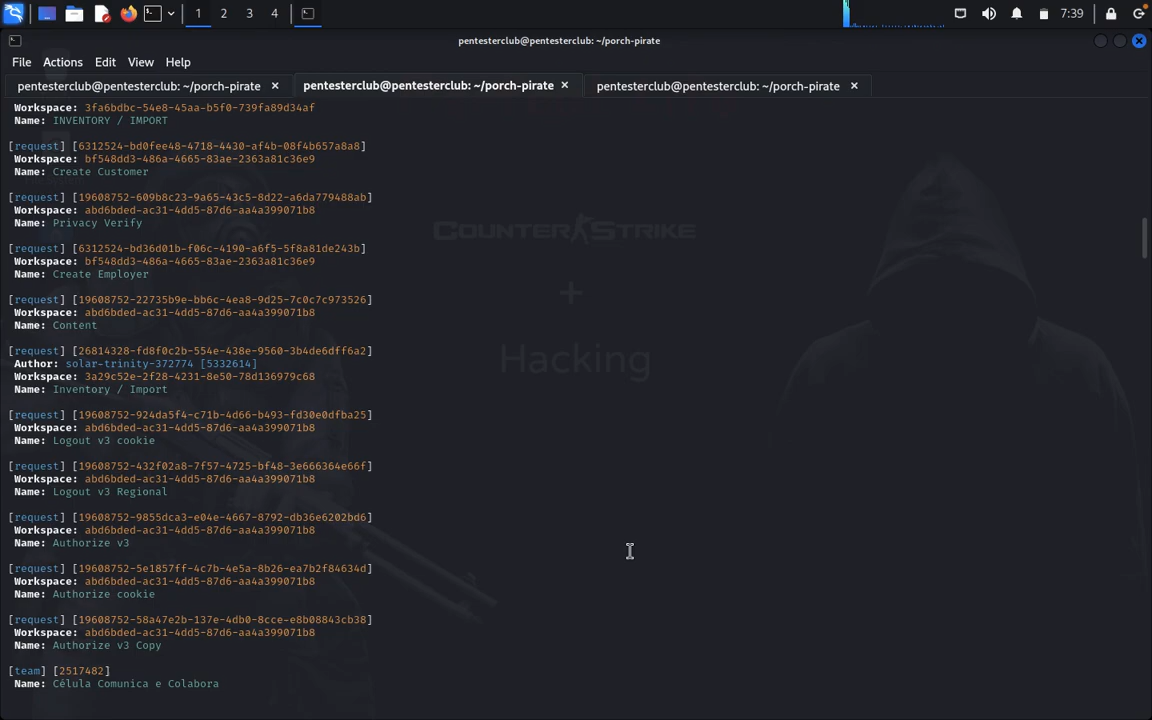 1 2 3 4 7:39
pentesterclub@pentesterclub: ~/porch-pirate
File Actions Edit View Help
pentesterclub@pentesterclub: ~/porch-pirate × pentesterclub@pentesterclub: ~/porch-pirate × pentesterclub@pentesterclub: ~/porch-pirate ×
Workspace: 3fa6bdbc-54e8-45aa-b5f0-739fa89d34af
Name: INVENTORY / IMPORT
[request] [6312524-bd0fee48-4718-4430-af4b-08f4b657a8a8]
Workspace: bf548dd3-486a-4665-83ae-2363a81c36e9
Name: Create Customer
[request] [19608752-609b8c23-9a65-43c5-8d22-a6da779488ab]
Workspace: abd6bded-ac31-4dd5-87d6-aa4a399071b8
Name: Privacy Verify
[request] [6312524-bd36d01b-f06c-4190-a6f5-5f8a81de243b]
Workspace: bf548dd3-486a-4665-83ae-2363a81c36e9
Name: Create Employer
[request] [19608752-22735b9e-bb6c-4ea8-9d25-7c0c7c973526]
Workspace: abd6bded-ac31-4dd5-87d6-aa4a399071b8
Name: Content
[request] [26814328-fd8f0c2b-554e-438e-9560-3b4de6dff6a2]
Author: solar-trinity-372774 [5332614]
Workspace: 3a29c52e-2f28-4231-8e50-78d136979c68
Name: Inventory / Import
[request] [19608752-924da5f4-c71b-4d66-b493-fd30e0dfba25]
Workspace: abd6bded-ac31-4dd5-87d6-aa4a399071b8
Name: Logout v3 cookie
[request] [19608752-432f02a8-7f57-4725-bf48-3e666364e66f]
Workspace: abd6bded-ac31-4dd5-87d6-aa4a399071b8
Name: Logout v3 Regional
[request] [19608752-9855dca3-e04e-4667-8792-db36e6202bd6]
Workspace: abd6bded-ac31-4dd5-87d6-aa4a399071b8
Name: Authorize v3
[request] [19608752-5e1857ff-4c7b-4e5a-8b26-ea7b2f84634d]
Workspace: abd6bded-ac31-4dd5-87d6-aa4a399071b8
Name: Authorize cookie
[request] [19608752-58a47e2b-137e-4db0-8cce-e8b08843cb38]
Workspace: abd6bded-ac31-4dd5-87d6-aa4a399071b8
Name: Authorize v3 Copy
[team] [2517482]
Name: Célula Comunica e Colabora
COUNTER STRIKE
+
Hacking